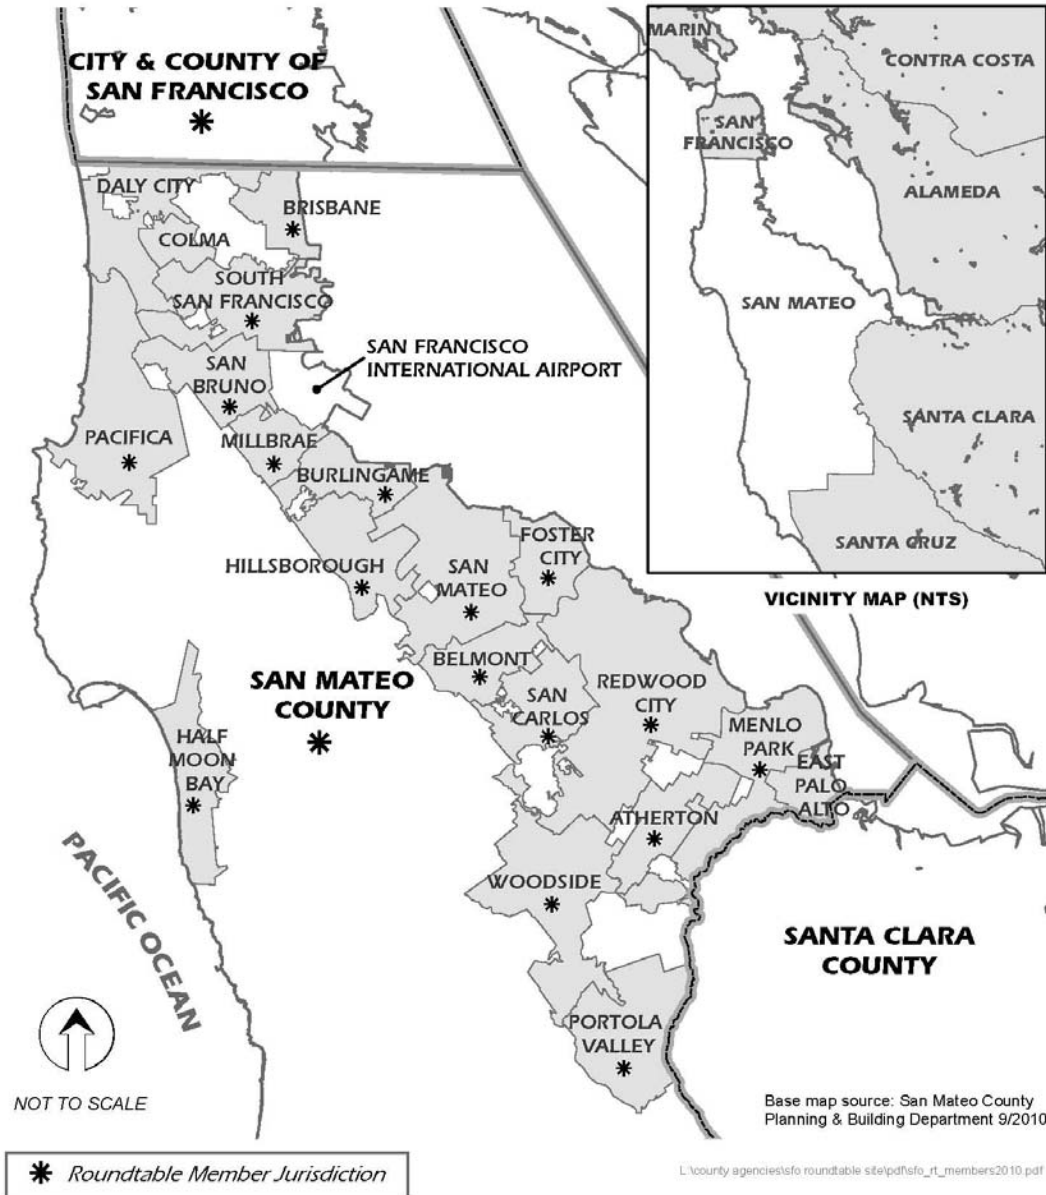 CITY & COUNTY OF
SAN FRANCISCO
DALY CITY
BRISBANE
COLMA
SOUTH
SAN FRANCISCO
SAN FRANCISCO
INTERNATIONAL AIRPORT
SAN
BRUNO
PACIFICA
MILLBRAE
BURLINGAME
HILLSBOROUGH
SAN
MATEO
FOSTER
CITY
BELMONT
SAN MATEO
COUNTY
SAN
CARLOS
REDWOOD
CITY
MENLO
PARK
EAST
PALO
ALTO
HALF
MOON
BAY
ATHERTON
WOODSIDE
PORTOLA
VALLEY
PACIFIC OCEAN
SANTA CLARA
COUNTY
MARIN
CONTRA COSTA
SAN
FRANCISCO
ALAMEDA
SAN MATEO
SANTA CLARA
SANTA CRUZ
VICINITY MAP (NTS)
NOT TO SCALE
Base map source: San Mateo County
Planning & Building Department 9/2010
Roundtable Member Jurisdiction
L:\county agencies\sfo roundtable site\pdf\sfo_rt_members2010.pdf